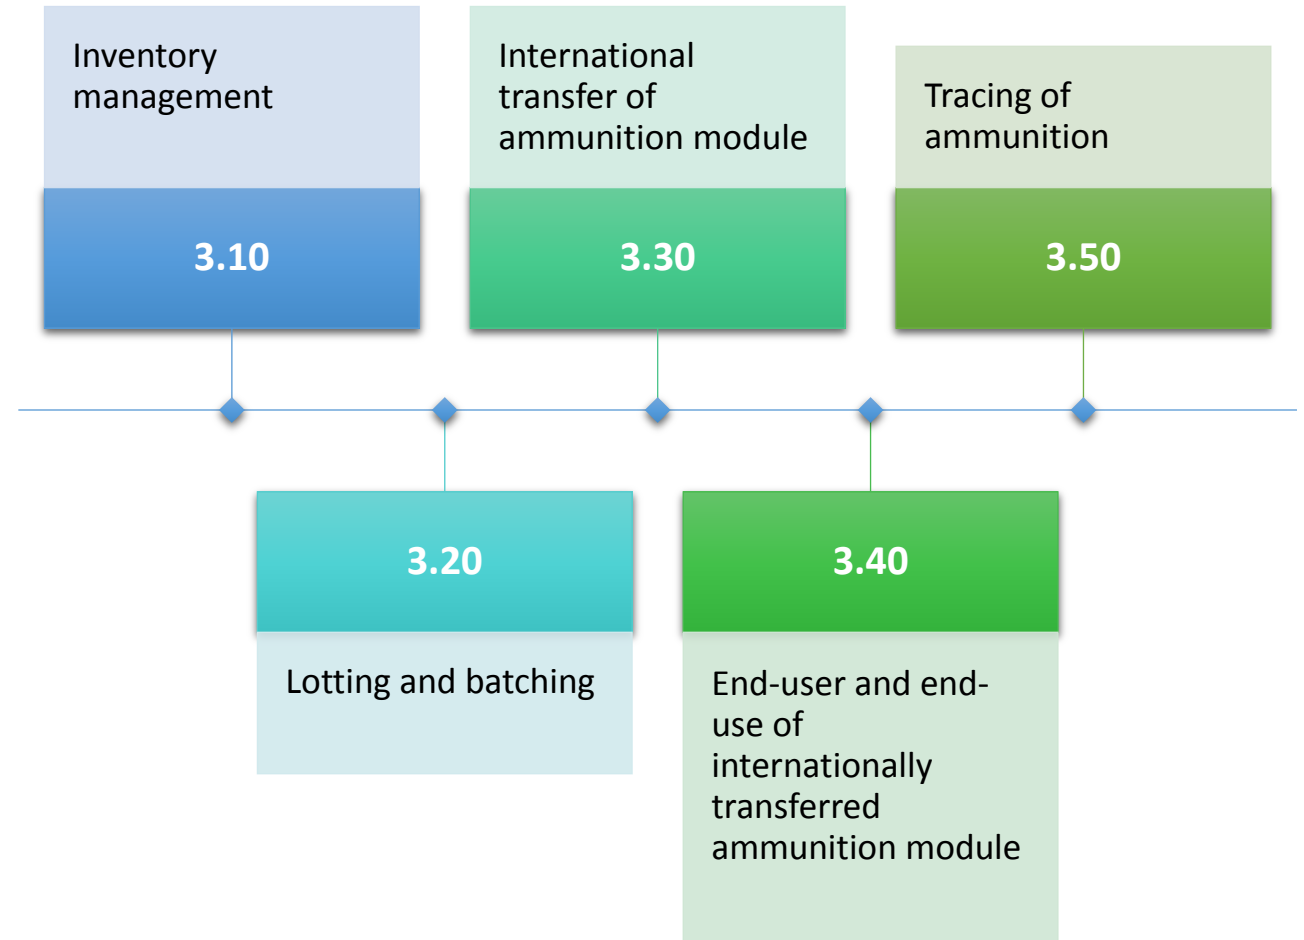 Inventory
management
3.10
International
transfer of
ammunition module
3.30
Tracing of
ammunition
3.50
3.20
Lotting and batching
3.40
End-user and end-
use of
internationally
transferred
ammunition module